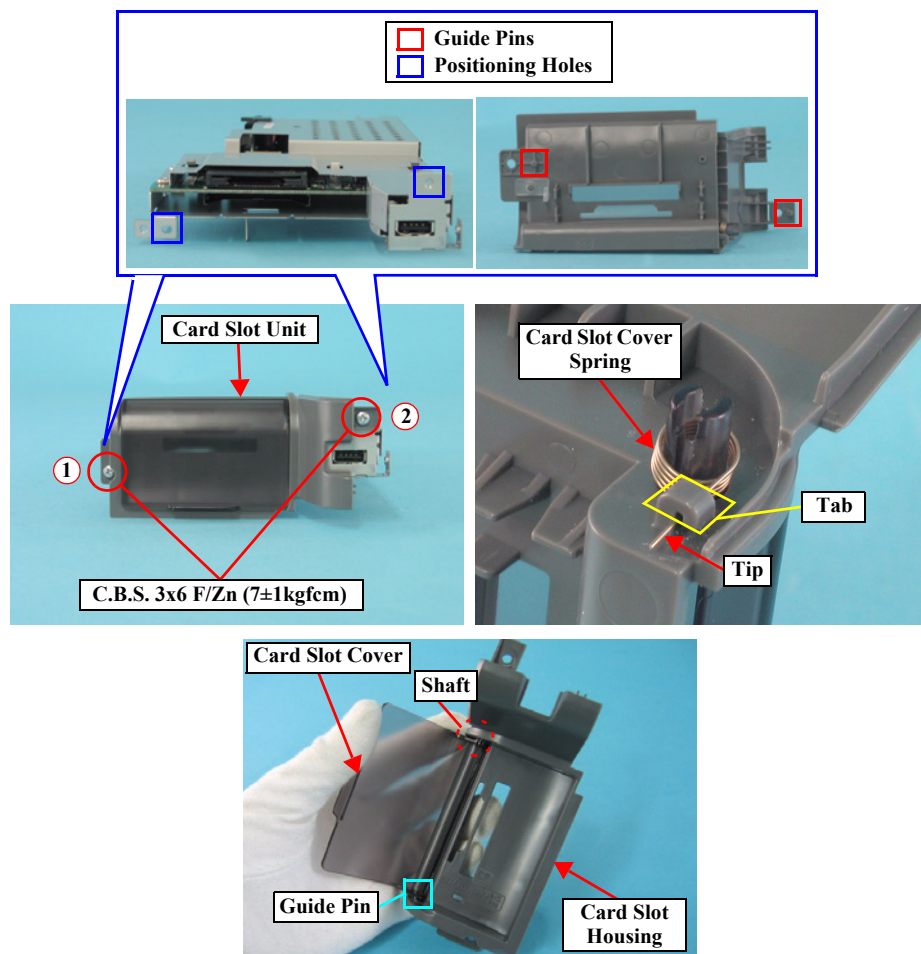 Guide Pins
Positioning Holes
Card Slot Unit
1
2
C.B.S. 3x6 F/Zn (7±1kgfcm)
Card Slot Cover
Spring
Tab
Tip
Card Slot Cover
Shaft
Guide Pin
Card Slot
Housing